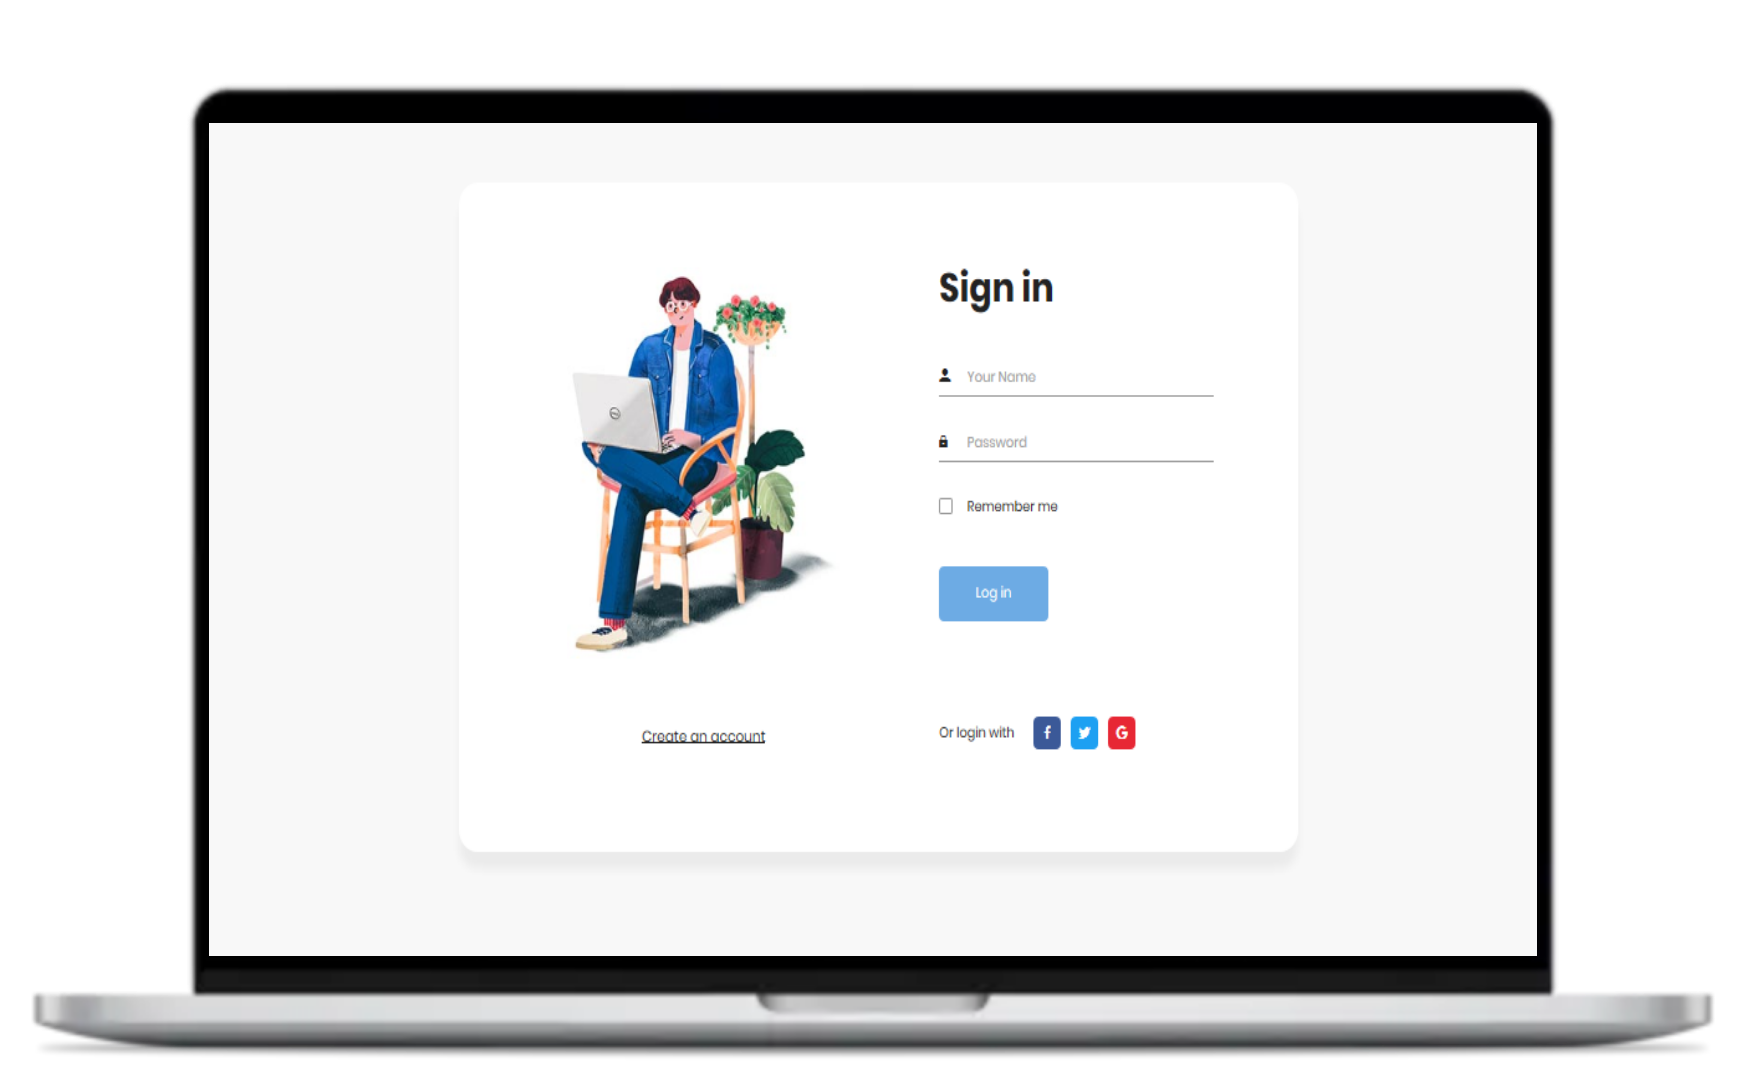 Sign in
Your Name
Password
Remember me
Log in
Create an account
Or login with